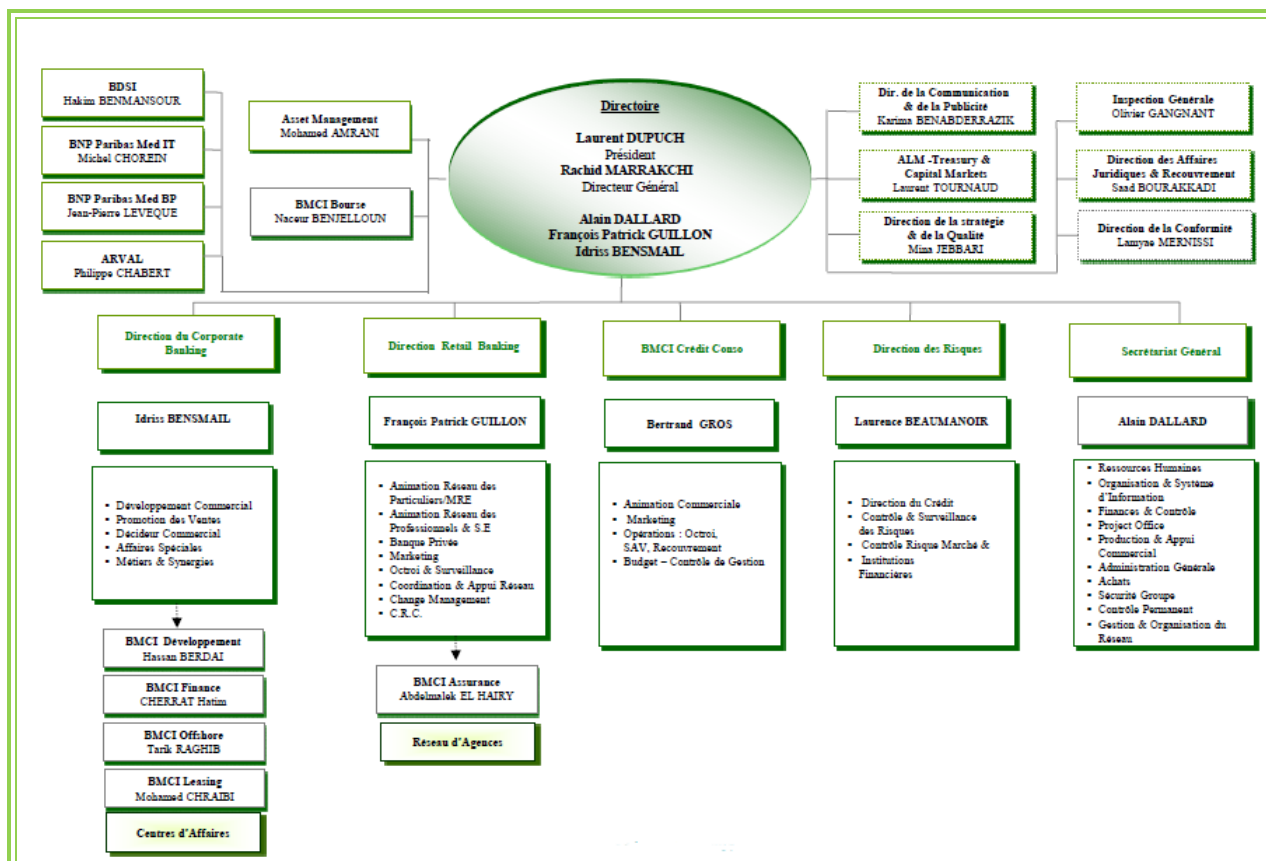 BDSI
Hakim BENMANSOUR
BNP Paribas Med IT
Michel CHOREIN
BNP Paribas Med BP
Jean-Pierre LEVEQUE
ARVAL
Philippe CHABERT
Asset Management
Mohamed AMRANI
BMCI Bourse
Naceur BENJELLOUN
Directoire
Laurent DUPUCH
Président
Rachid MARRAKCHI
Directeur Général
Alain DALLARD
François Patrick GUILLON
Idriss BENSMAIL
Dir. de la Communication
& de la Publicité
Karima BENABDERRAZIK
ALM -Treasury &
Capital Markets
Laurent TOURNAUD
Direction de la stratégie
& de la Qualité
Mina JEBBARI
Inspection Générale
Olivier GANGNANT
Direction des Affaires
Juridiques & Recouvrement
Saad BOURAKKADI
Direction de la Conformité
Lamyae MERNISSI
Direction du Corporate
Banking
Idriss BENSMAIL
▪ Développement Commercial
▪ Promotion des Ventes
▪ Décideur Commercial
▪ Affaires Spéciales
▪ Métiers & Synergies
BMCI Développement
Hassan BERDAI
BMCI Finance
CHERRAT Hatim
BMCI Offshore
Tarik RAGHIB
BMCI Leasing
Mohamed CHRAIBI
Centres d'Affaires
Direction Retail Banking
François Patrick GUILLON
▪ Animation Réseau des
Particuliers/MRE
▪ Animation Réseau des
Professionnels & S.E
▪ Banque Privée
▪ Marketing
▪ Octroi & Surveillance
▪ Coordination & Appui Réseau
▪ Change Management
▪ C.R.C.
BMCI Assurance
Abdelmalek EL HAIRY
Réseau d'Agences
BMCI Crédit Conso
Bertrand GROS
▪ Animation Commerciale
▪ Marketing
▪ Opérations : Octroi,
SAV, Recouvrement
▪ Budget – Contrôle de Gestion
Direction des Risques
Laurence BEAUMANOIR
▪ Direction du Crédit
▪ Contrôle & Surveillance
des Risques
▪ Contrôle Risque Marché &
▪ Institutions
Financières
Secrétariat Général
Alain DALLARD
▪ Ressources Humaines
▪ Organisation & Système
d'Information
▪ Finances & Contrôle
▪ Project Office
▪ Production & Appui
Commercial
▪ Administration Générale
▪ Achats
▪ Sécurité Groupe
▪ Contrôle Permanent
▪ Gestion & Organisation du
Réseau